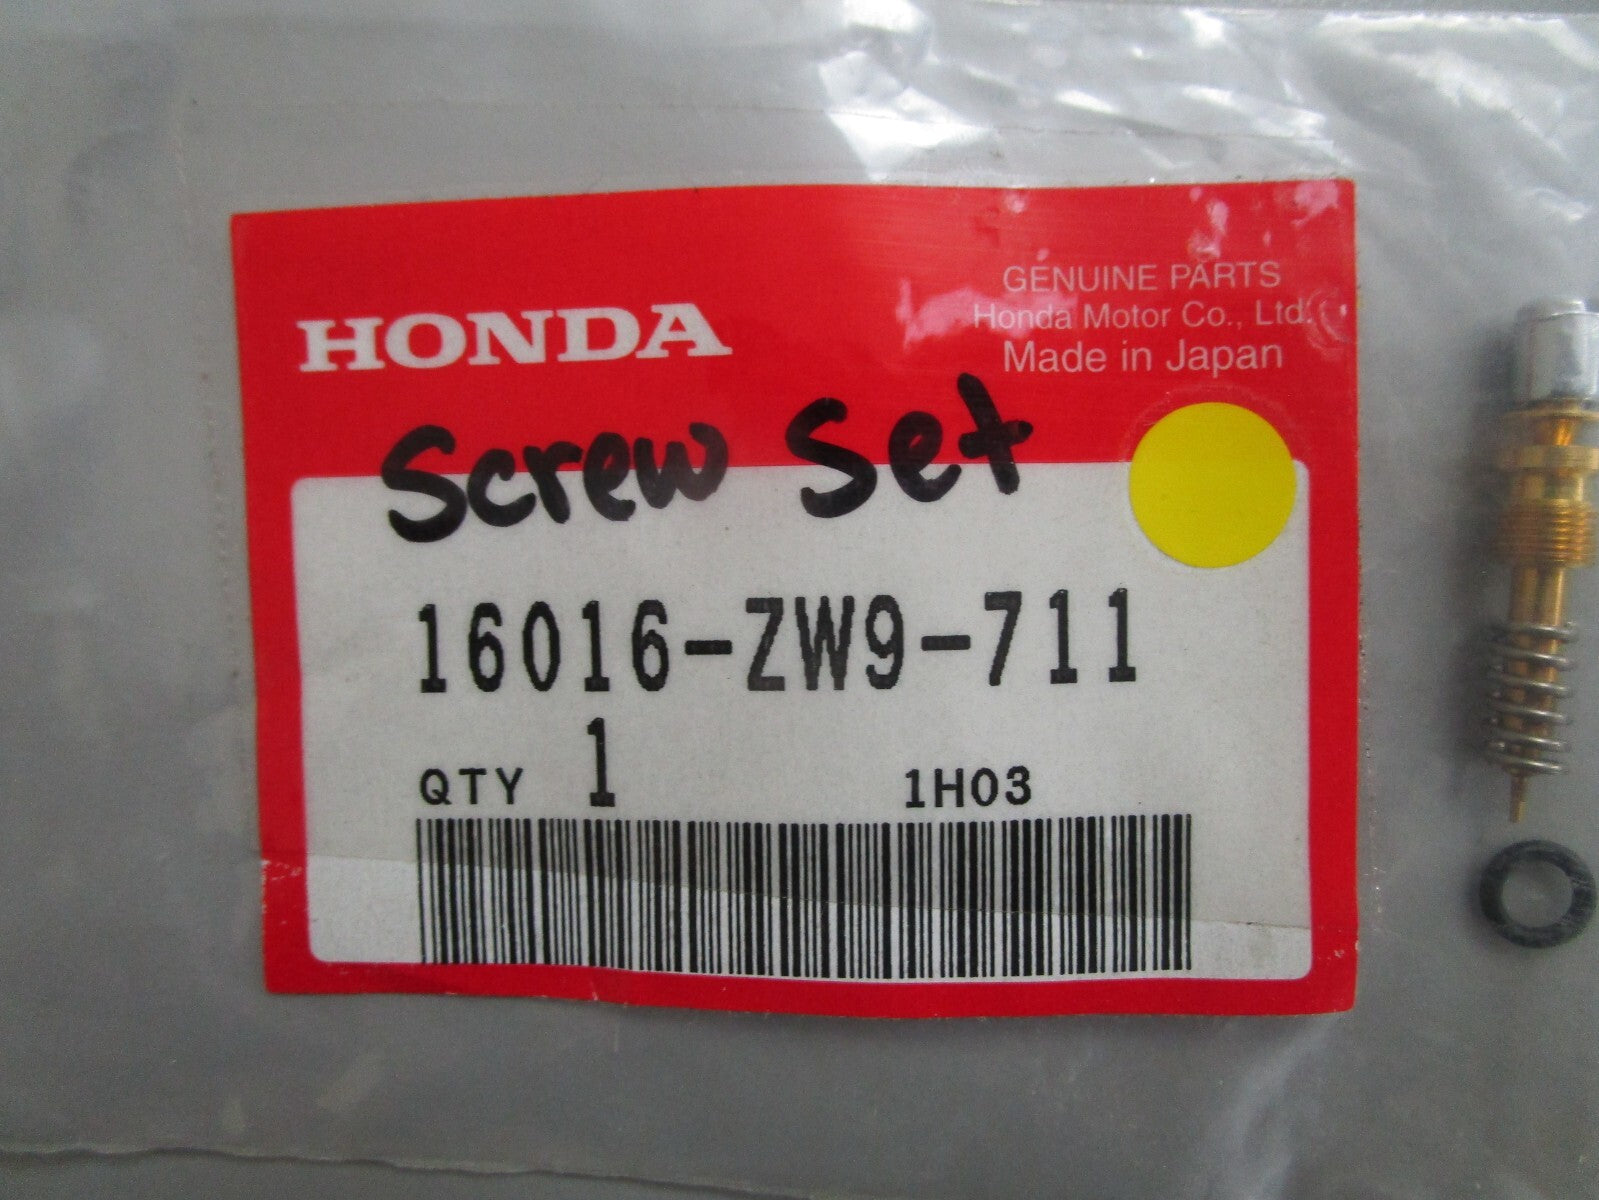 HONDA
GENUINE PARTS
Honda Motor Co., Ltd.
Made in Japan
Screw Set
16016-ZW9-711
QTY 1 1H03